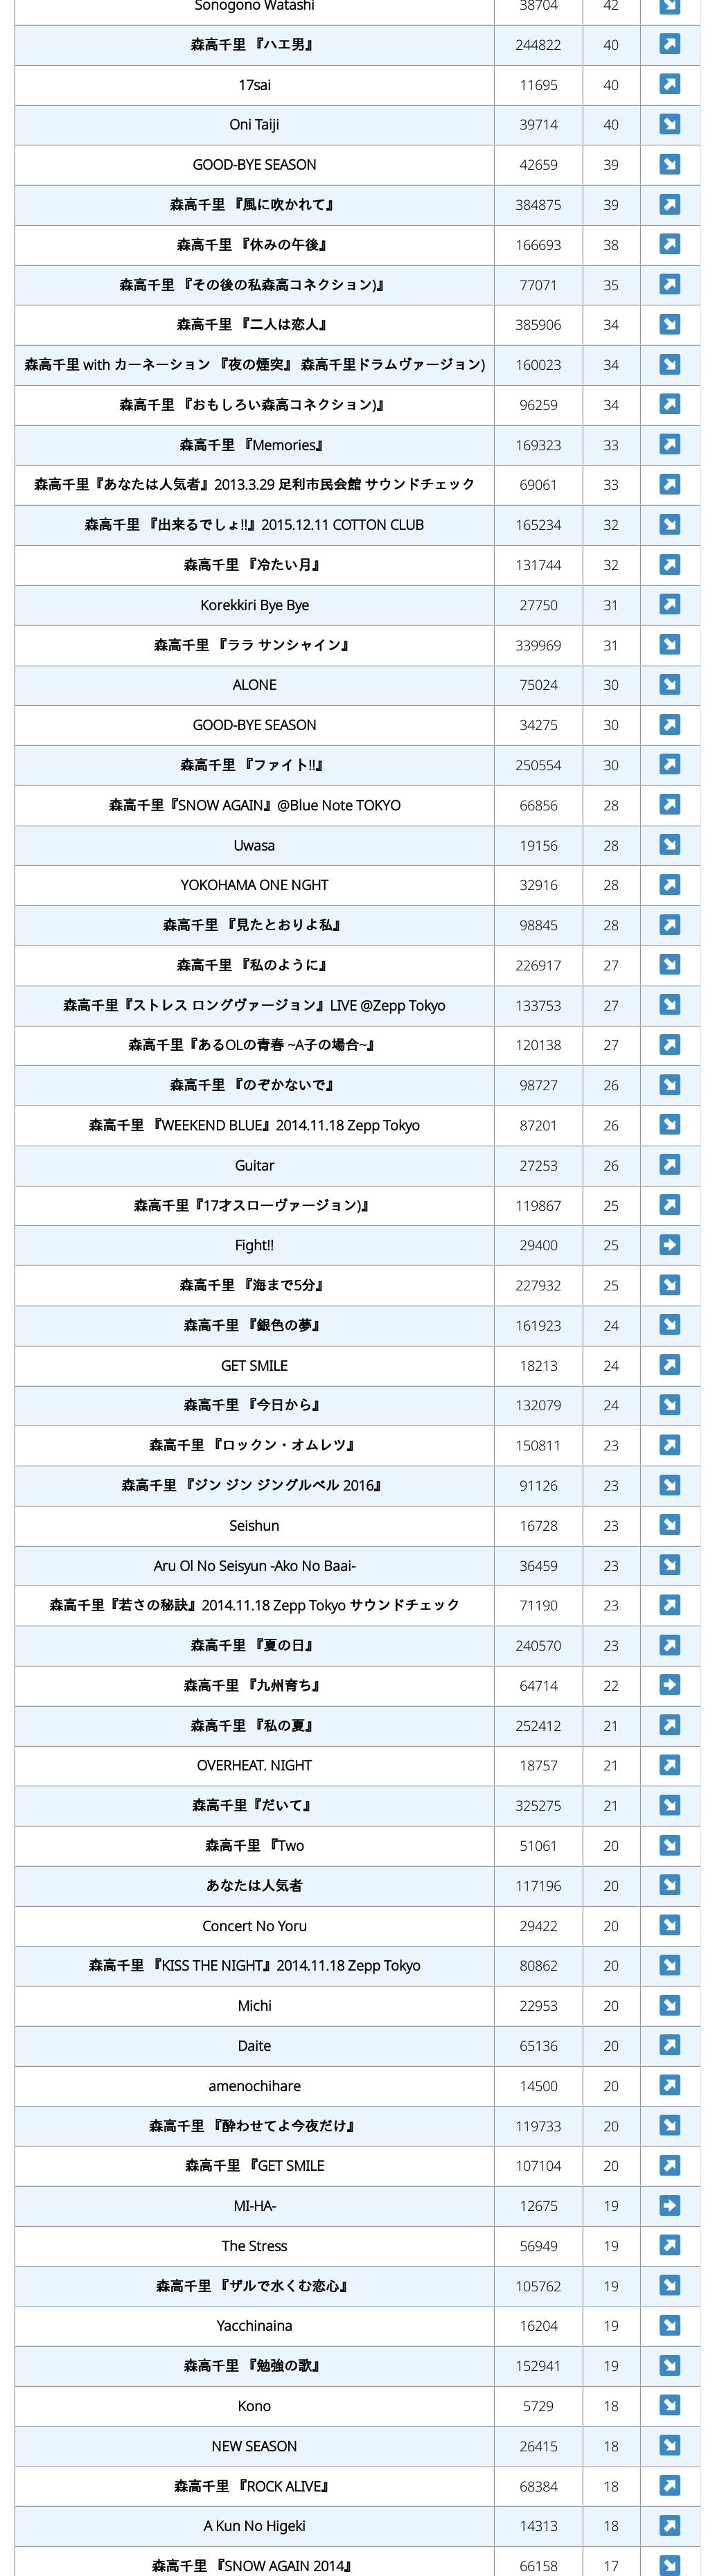 Sonogono Watashi 38704 42 ↘
森高千里 『ハエ男』 244822 40 ↗
17sai 11695 40 ↗
Oni Taiji 39714 40 ↘
GOOD-BYE SEASON 42659 39 ↘
森高千里 『風に吹かれて』 384875 39 ↗
森高千里 『休みの午後』 166693 38 ↗
森高千里 『その後の私森高コネクション)』 77071 35 ↗
森高千里 『二人は恋人』 385906 34 ↘
森高千里 with カーネーション 『夜の煙突』 森高千里ドラムヴァージョン) 160023 34 ↘
森高千里 『おもしろい森高コネクション)』 96259 34 ↗
森高千里 『Memories』 169323 33 ↗
森高千里『あなたは人気者』2013.3.29 足利市民会館 サウンドチェック 69061 33 ↗
森高千里 『出来るでしょ!!』2015.12.11 COTTON CLUB 165234 32 ↘
森高千里 『冷たい月』 131744 32 ↗
Korekkiri Bye Bye 27750 31 ↗
森高千里 『ララ サンシャイン』 339969 31 ↘
ALONE 75024 30 ↘
GOOD-BYE SEASON 34275 30 ↗
森高千里 『ファイト!!』 250554 30 ↗
森高千里『SNOW AGAIN』@Blue Note TOKYO 66856 28 ↗
Uwasa 19156 28 ↘
YOKOHAMA ONE NGHT 32916 28 ↗
森高千里 『見たとおりよ私』 98845 28 ↗
森高千里 『私のように』 226917 27 ↘
森高千里『ストレス ロングヴァージョン』LIVE @Zepp Tokyo 133753 27 ↘
森高千里『あるOLの青春 ~A子の場合~』 120138 27 ↗
森高千里 『のぞかないで』 98727 26 ↘
森高千里 『WEEKEND BLUE』2014.11.18 Zepp Tokyo 87201 26 ↘
Guitar 27253 26 ↗
森高千里『17才スローヴァージョン)』 119867 25 ↗
Fight!! 29400 25 ➡
森高千里 『海まで5分』 227932 25 ↘
森高千里 『銀色の夢』 161923 24 ↘
GET SMILE 18213 24 ↗
森高千里 『今日から』 132079 24 ↘
森高千里 『ロックン・オムレツ』 150811 23 ↗
森高千里 『ジン ジン ジングルベル 2016』 91126 23 ↘
Seishun 16728 23 ↘
Aru Ol No Seisyun -Ako No Baai- 36459 23 ↘
森高千里『若さの秘訣』2014.11.18 Zepp Tokyo サウンドチェック 71190 23 ↗
森高千里 『夏の日』 240570 23 ↗
森高千里 『九州育ち』 64714 22 ➡
森高千里 『私の夏』 252412 21 ↗
OVERHEAT. NIGHT 18757 21 ↗
森高千里『だいて』 325275 21 ↘
森高千里 『Two 51061 20 ↘
あなたは人気者 117196 20 ↘
Concert No Yoru 29422 20 ↘
森高千里 『KISS THE NIGHT』2014.11.18 Zepp Tokyo 80862 20 ↘
Michi 22953 20 ↘
Daite 65136 20 ↗
amenochihare 14500 20 ↗
森高千里 『酔わせてよ今夜だけ』 119733 20 ↘
森高千里 『GET SMILE 107104 20 ↗
MI-HA- 12675 19 ➡
The Stress 56949 19 ↗
森高千里 『ザルで水くむ恋心』 105762 19 ↘
Yacchinaina 16204 19 ↘
森高千里 『勉強の歌』 152941 19 ↘
Kono 5729 18 ↘
NEW SEASON 26415 18 ↘
森高千里 『ROCK ALIVE』 68384 18 ↗
A Kun No Higeki 14313 18 ↗
森高千里 『SNOW AGAIN 2014』 66158 17 ↘